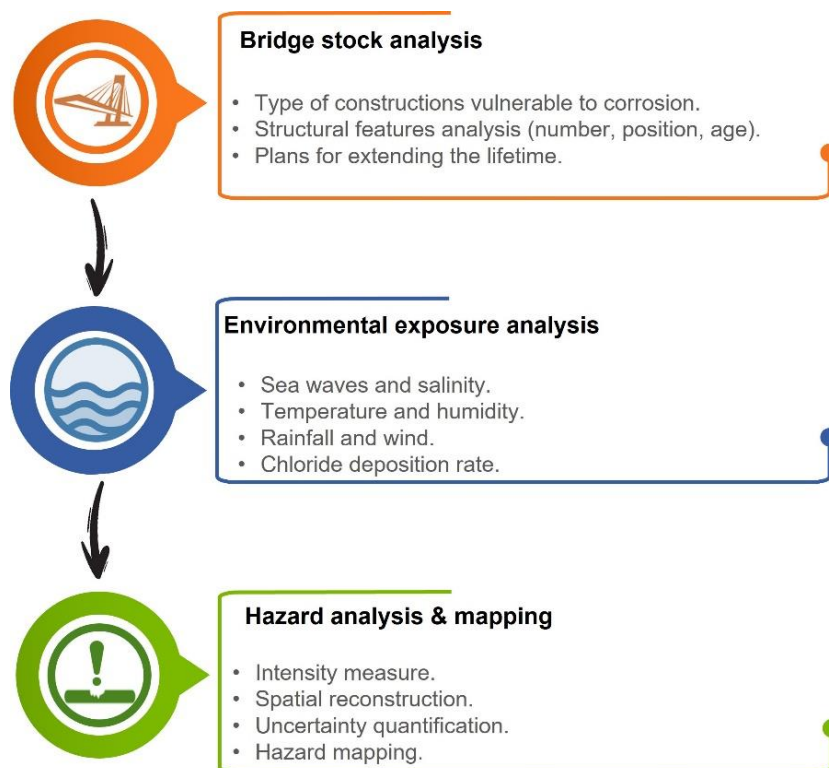 Bridge stock analysis
• Type of constructions vulnerable to corrosion.
• Structural features analysis (number, position, age).
• Plans for extending the lifetime.
Environmental exposure analysis
• Sea waves and salinity.
• Temperature and humidity.
• Rainfall and wind.
• Chloride deposition rate.
Hazard analysis & mapping
• Intensity measure.
• Spatial reconstruction.
• Uncertainty quantification.
• Hazard mapping.